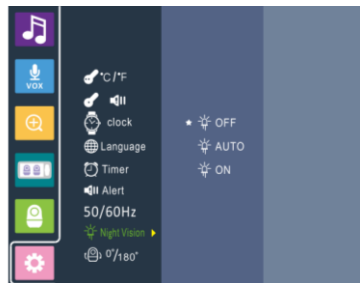 VOX
°C/°F
clock
Language
Timer
Alert
50/60Hz
Night Vision
0°/180°
OFF
AUTO
ON